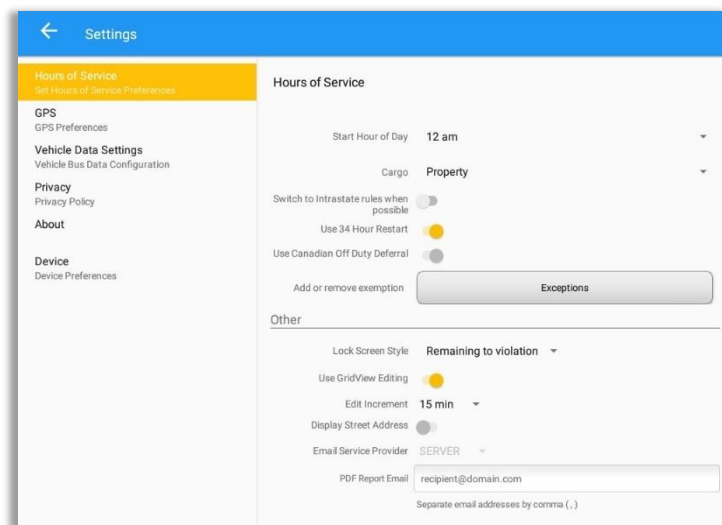 Settings
Hours of Service
Set Hours of Service Preferences
GPS
GPS Preferences
Vehicle Data Settings
Vehicle Bus Data Configuration
Privacy
Privacy Policy
About
Device
Device Preferences
Hours of Service
Start Hour of Day 12 am
Cargo Property
Switch to Intrastate rules when
possible
Use 34 Hour Restart
Use Canadian Off Duty Deferral
Add or remove exemption Exceptions
Other
Lock Screen Style Remaining to violation
Use GridView Editing
Edit Increment 15 min
Display Street Address
Email Service Provider SERVER
PDF Report Email recipient@domain.com
Separate email addresses by comma ( , )